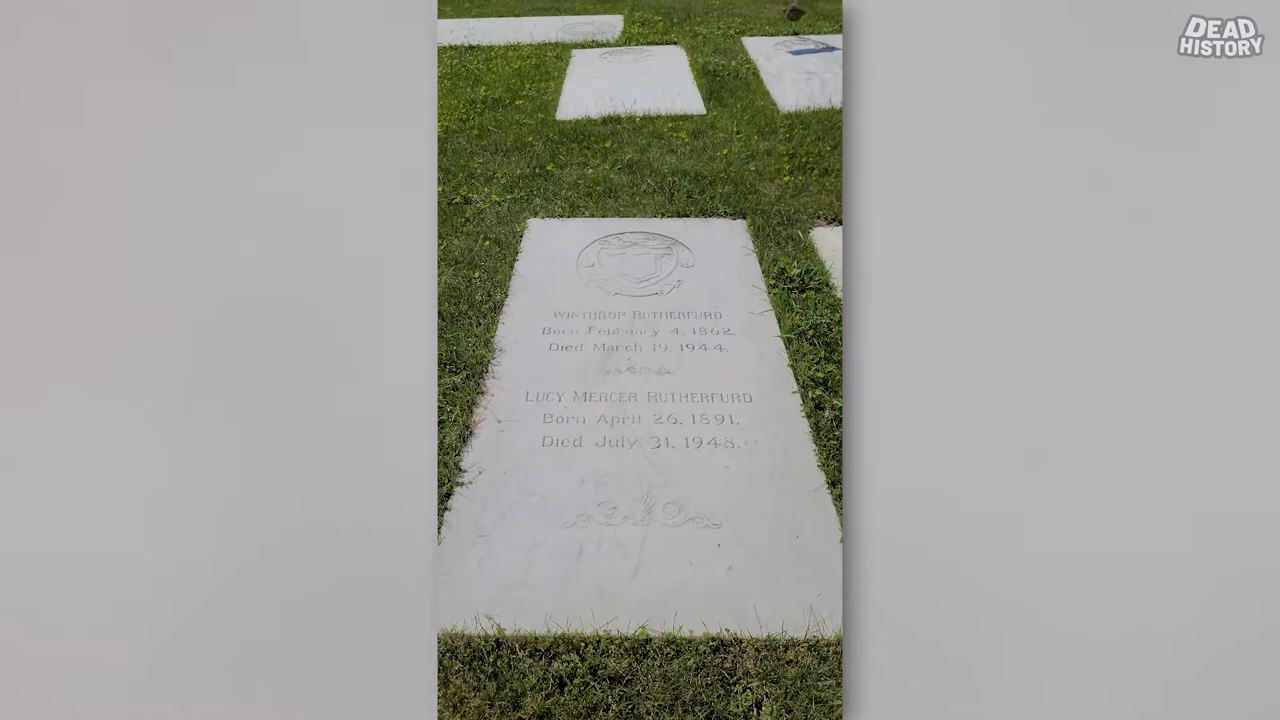 DEAD
HISTORY
WINTHROP RUTHERFURD
Born February 4, 1862.
Died March 19, 1944.
LUCY MERCER RUTHERFURD
Born April 26, 1891.
Died July 31, 1948.